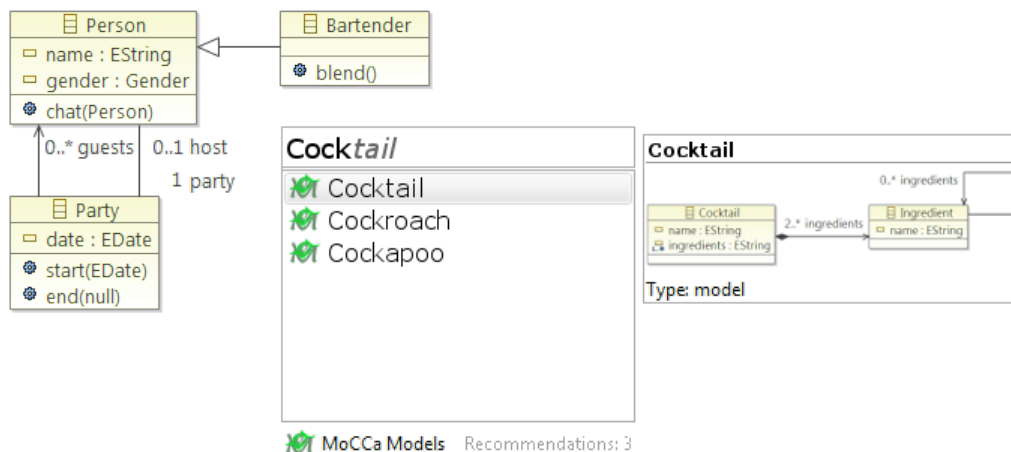 Person
name : EString
gender : Gender
chat(Person)
Bartender
blend()
0..* guests
0..1 host
1 party
Party
date : EDate
start(EDate)
end(null)
Cocktail
Cocktail
Cockroach
Cockapoo
MoCCa Models Recommendations: 3
Cocktail
0..* ingredients
Cocktail
name : EString
ingredients : EString
2..* ingredients
Ingredient
name : EString
Type: model